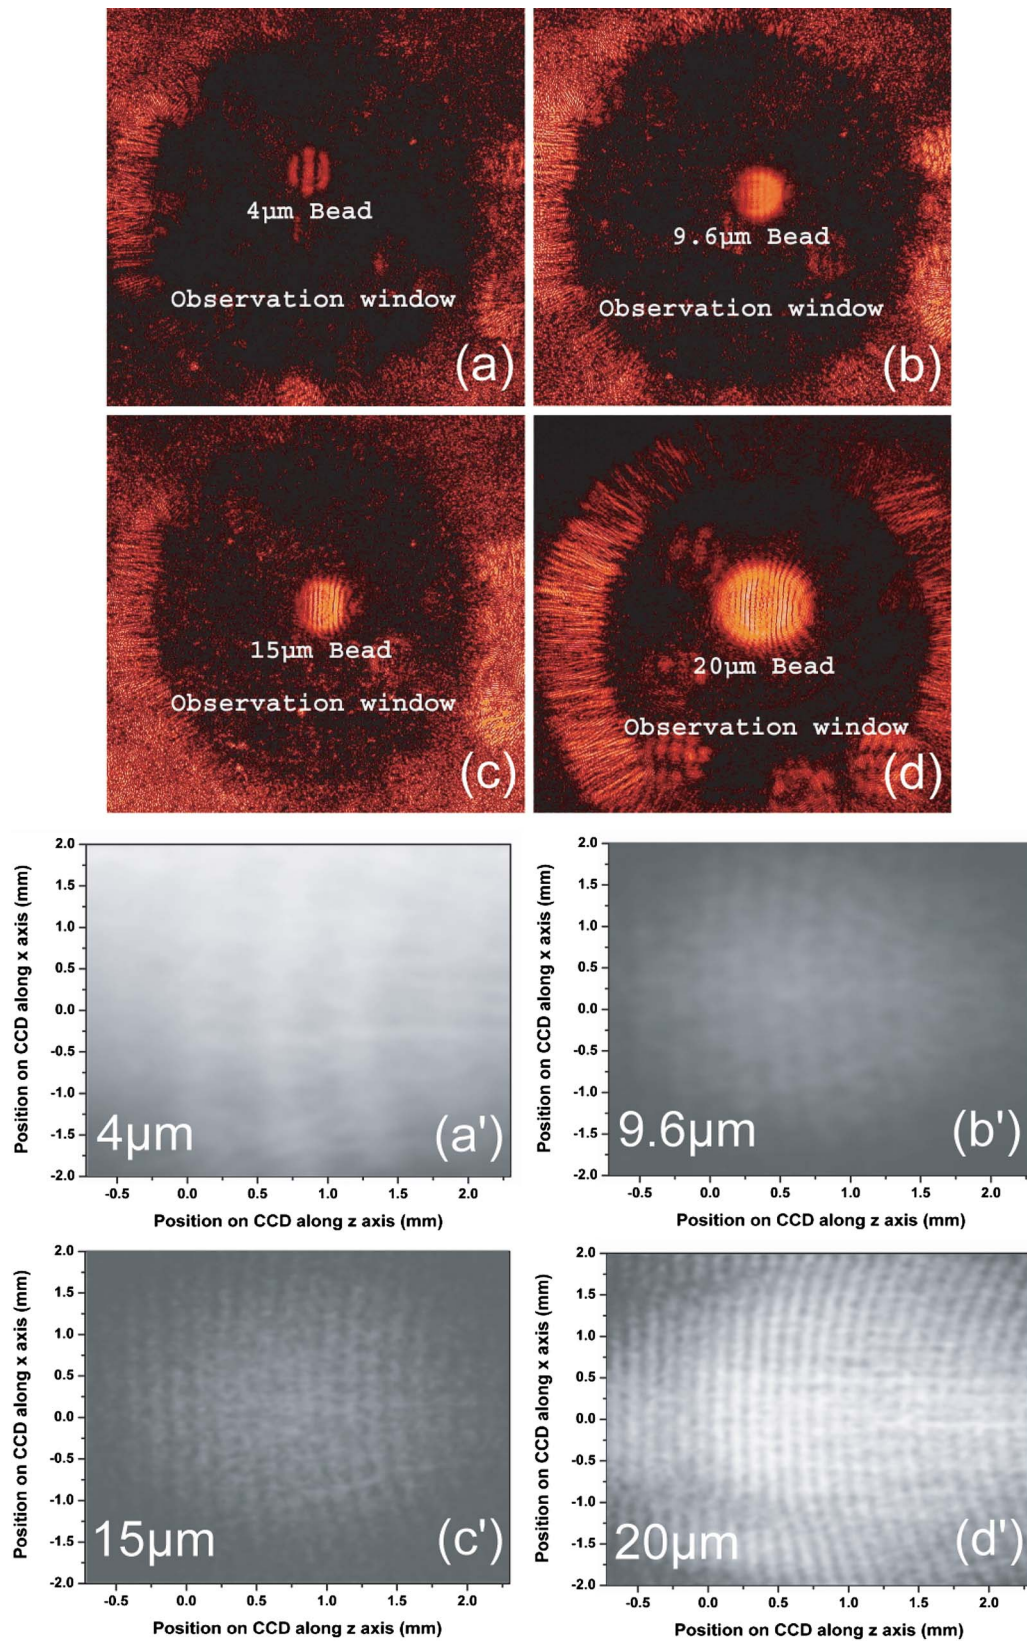 4µm Bead
Observation window
(a)
9.6µm Bead
Observation window
(b)
15µm Bead
Observation window
(c)
20µm Bead
Observation window
(d)
Position on CCD along x axis (mm)
2.0
1.5
1.0
0.5
0.0
-0.5
-1.0
-1.5
-2.0
4µm
(a')
-0.5 0.0 0.5 1.0 1.5 2.0
Position on CCD along z axis (mm)
Position on CCD along x axis (mm)
2.0
1.5
1.0
0.5
0.0
-0.5
-1.0
-1.5
-2.0
9.6µm
(b')
-0.5 0.0 0.5 1.0 1.5 2.0
Position on CCD along z axis (mm)
Position on CCD along x axis (mm)
2.0
1.5
1.0
0.5
0.0
-0.5
-1.0
-1.5
-2.0
15µm
(c')
-0.5 0.0 0.5 1.0 1.5 2.0
Position on CCD along z axis (mm)
Position on CCD along x axis (mm)
2.0
1.5
1.0
0.5
0.0
-0.5
-1.0
-1.5
-2.0
20µm
(d')
-0.5 0.0 0.5 1.0 1.5 2.0
Position on CCD along z axis (mm)